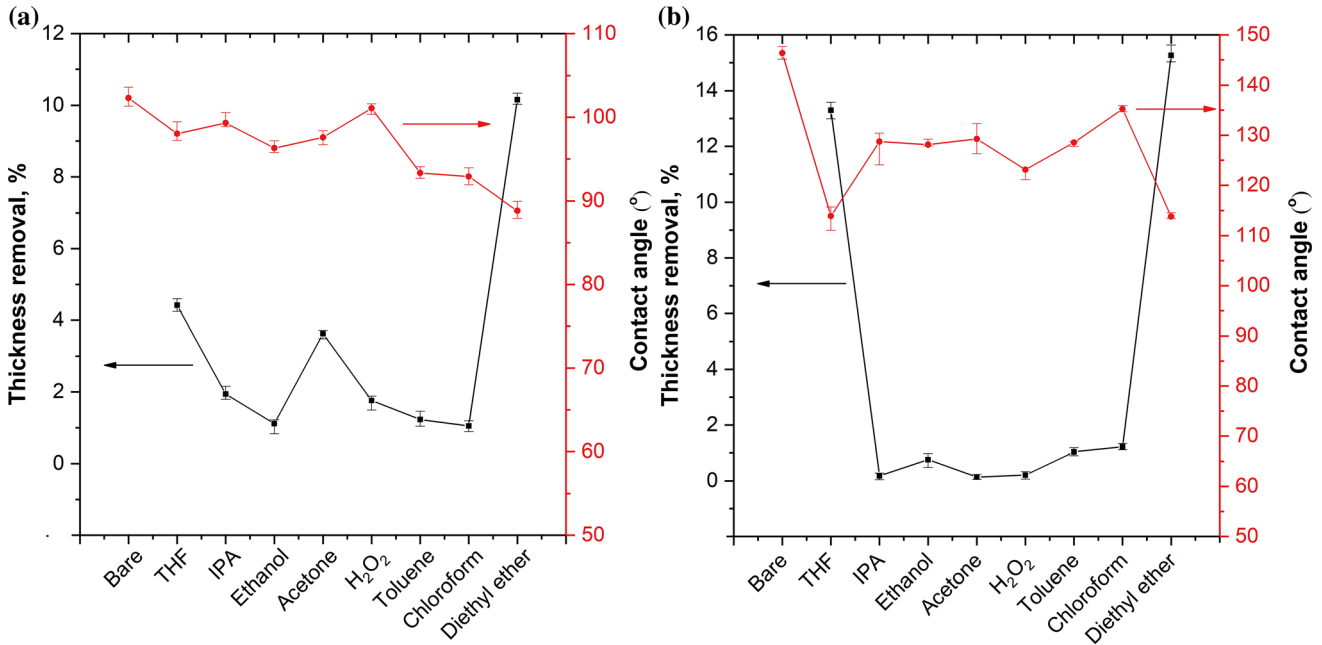 (a)
12
10
8
6
4
2
0
Thickness removal, %
110
100
90
80
70
60
50
Contact angle (°)
Bare
THF
IPA
Ethanol
Acetone
H₂O₂
Toluene
Chloroform
Diethyl ether
(b)
16
14
12
10
8
6
4
2
0
Thickness removal, %
150
140
130
120
110
100
90
80
70
60
50
Contact angle (°)
Bare
THF
IPA
Ethanol
Acetone
H₂O₂
Toluene
Chloroform
Diethyl ether